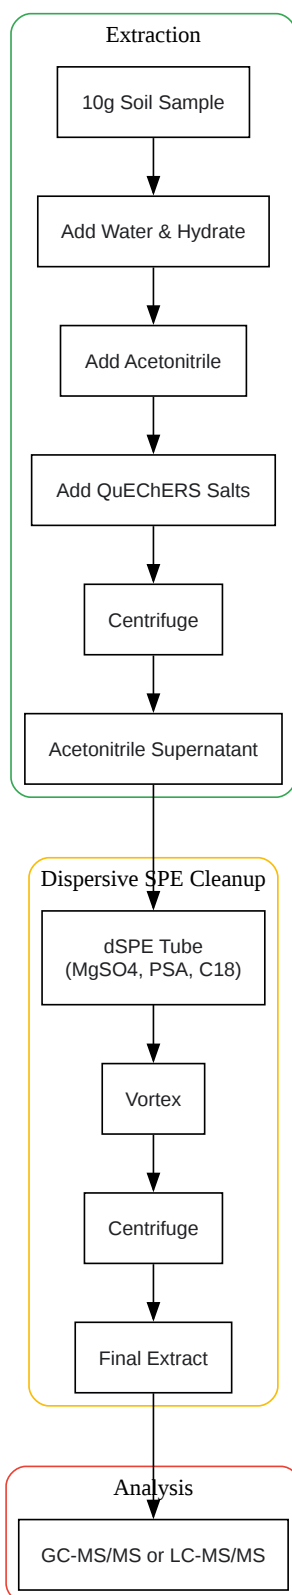 Extraction
10g Soil Sample
Add Water & Hydrate
Add Acetonitrile
Add QuEChERS Salts
Centrifuge
Acetonitrile Supernatant
Dispersive SPE Cleanup
dSPE Tube
(MgSO4, PSA, C18)
Vortex
Centrifuge
Final Extract
Analysis
GC-MS/MS or LC-MS/MS